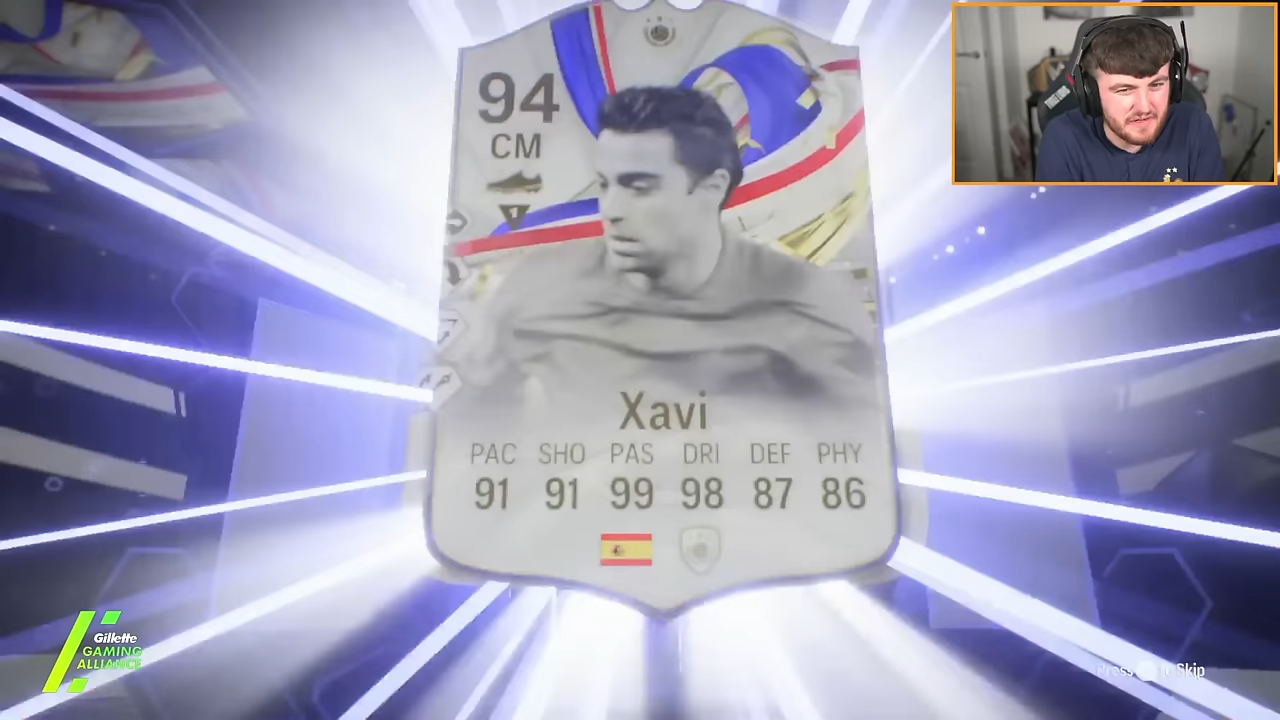 94
CM
Xavi
PAC SHO PAS DRI DEF PHY
91 91 99 98 87 86
Gillette
GAMING
ALLIANCE
Press to Skip